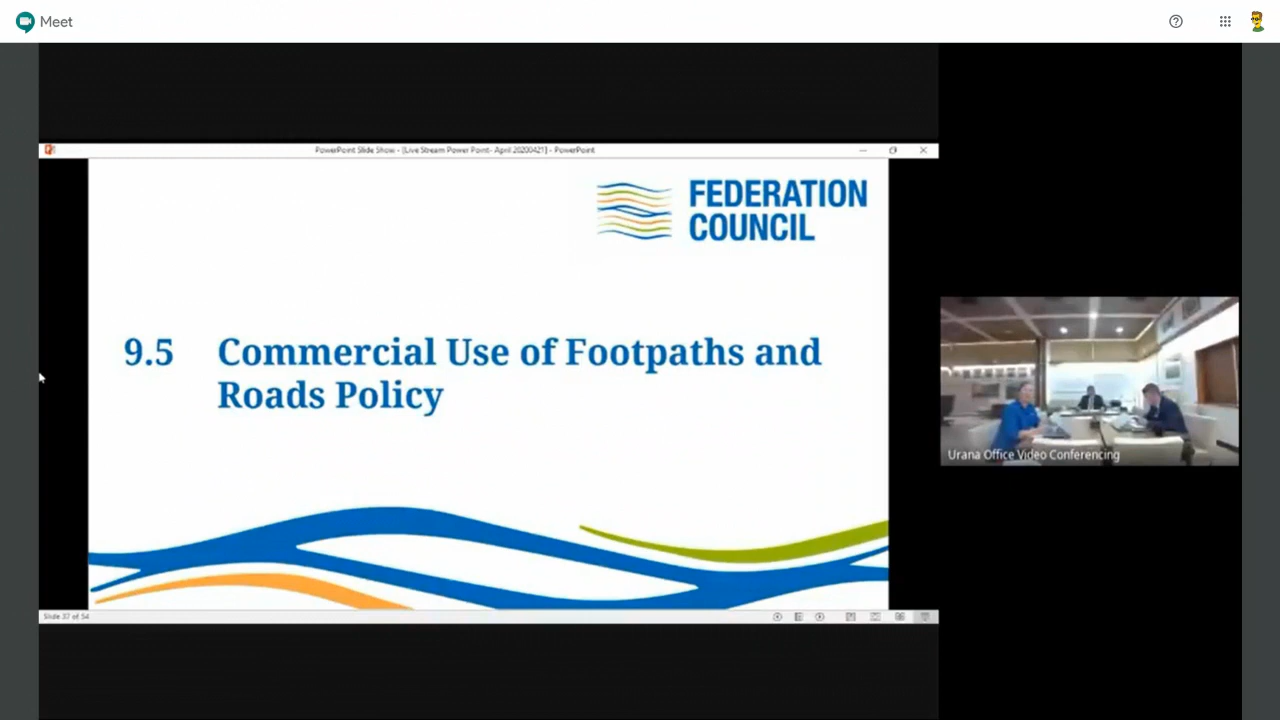 Meet
PowerPoint Slide Show - [Live Stream Power Point- April 20200421] - PowerPoint
FEDERATION
COUNCIL
9.5 Commercial Use of Footpaths and
Roads Policy
Urana Office Video Conferencing
Slide 37 of 54